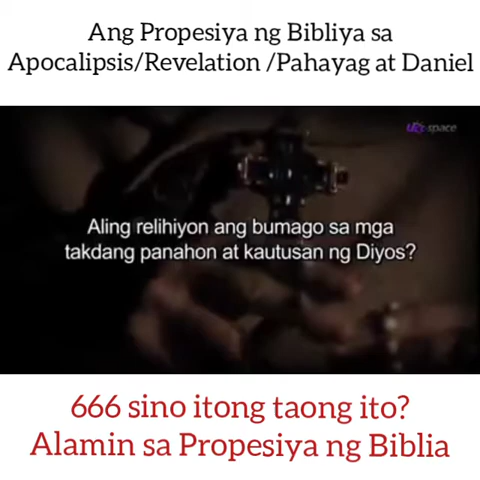 Ang Propesiya ng Bibliya sa
Apocalipsis/Revelation /Pahayag at Daniel
space
Aling relihiyon ang bumago sa mga
takdang panahon at kautusan ng Diyos?
666 sino itong taong ito?
Alamin sa Propesiya ng Biblia